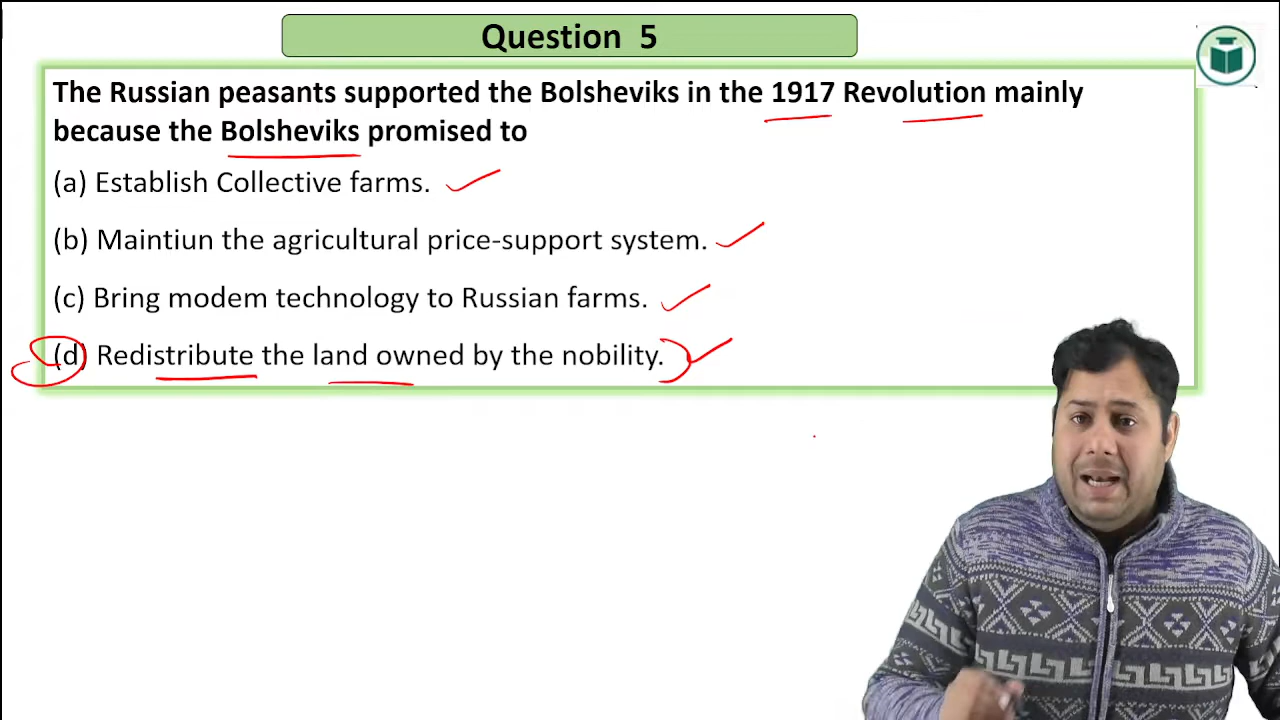 Question 5
The Russian peasants supported the Bolsheviks in the 1917 Revolution mainly
because the Bolsheviks promised to
(a) Establish Collective farms.
(b) Maintiun the agricultural price-support system.
(c) Bring modem technology to Russian farms.
(d) Redistribute the land owned by the nobility.